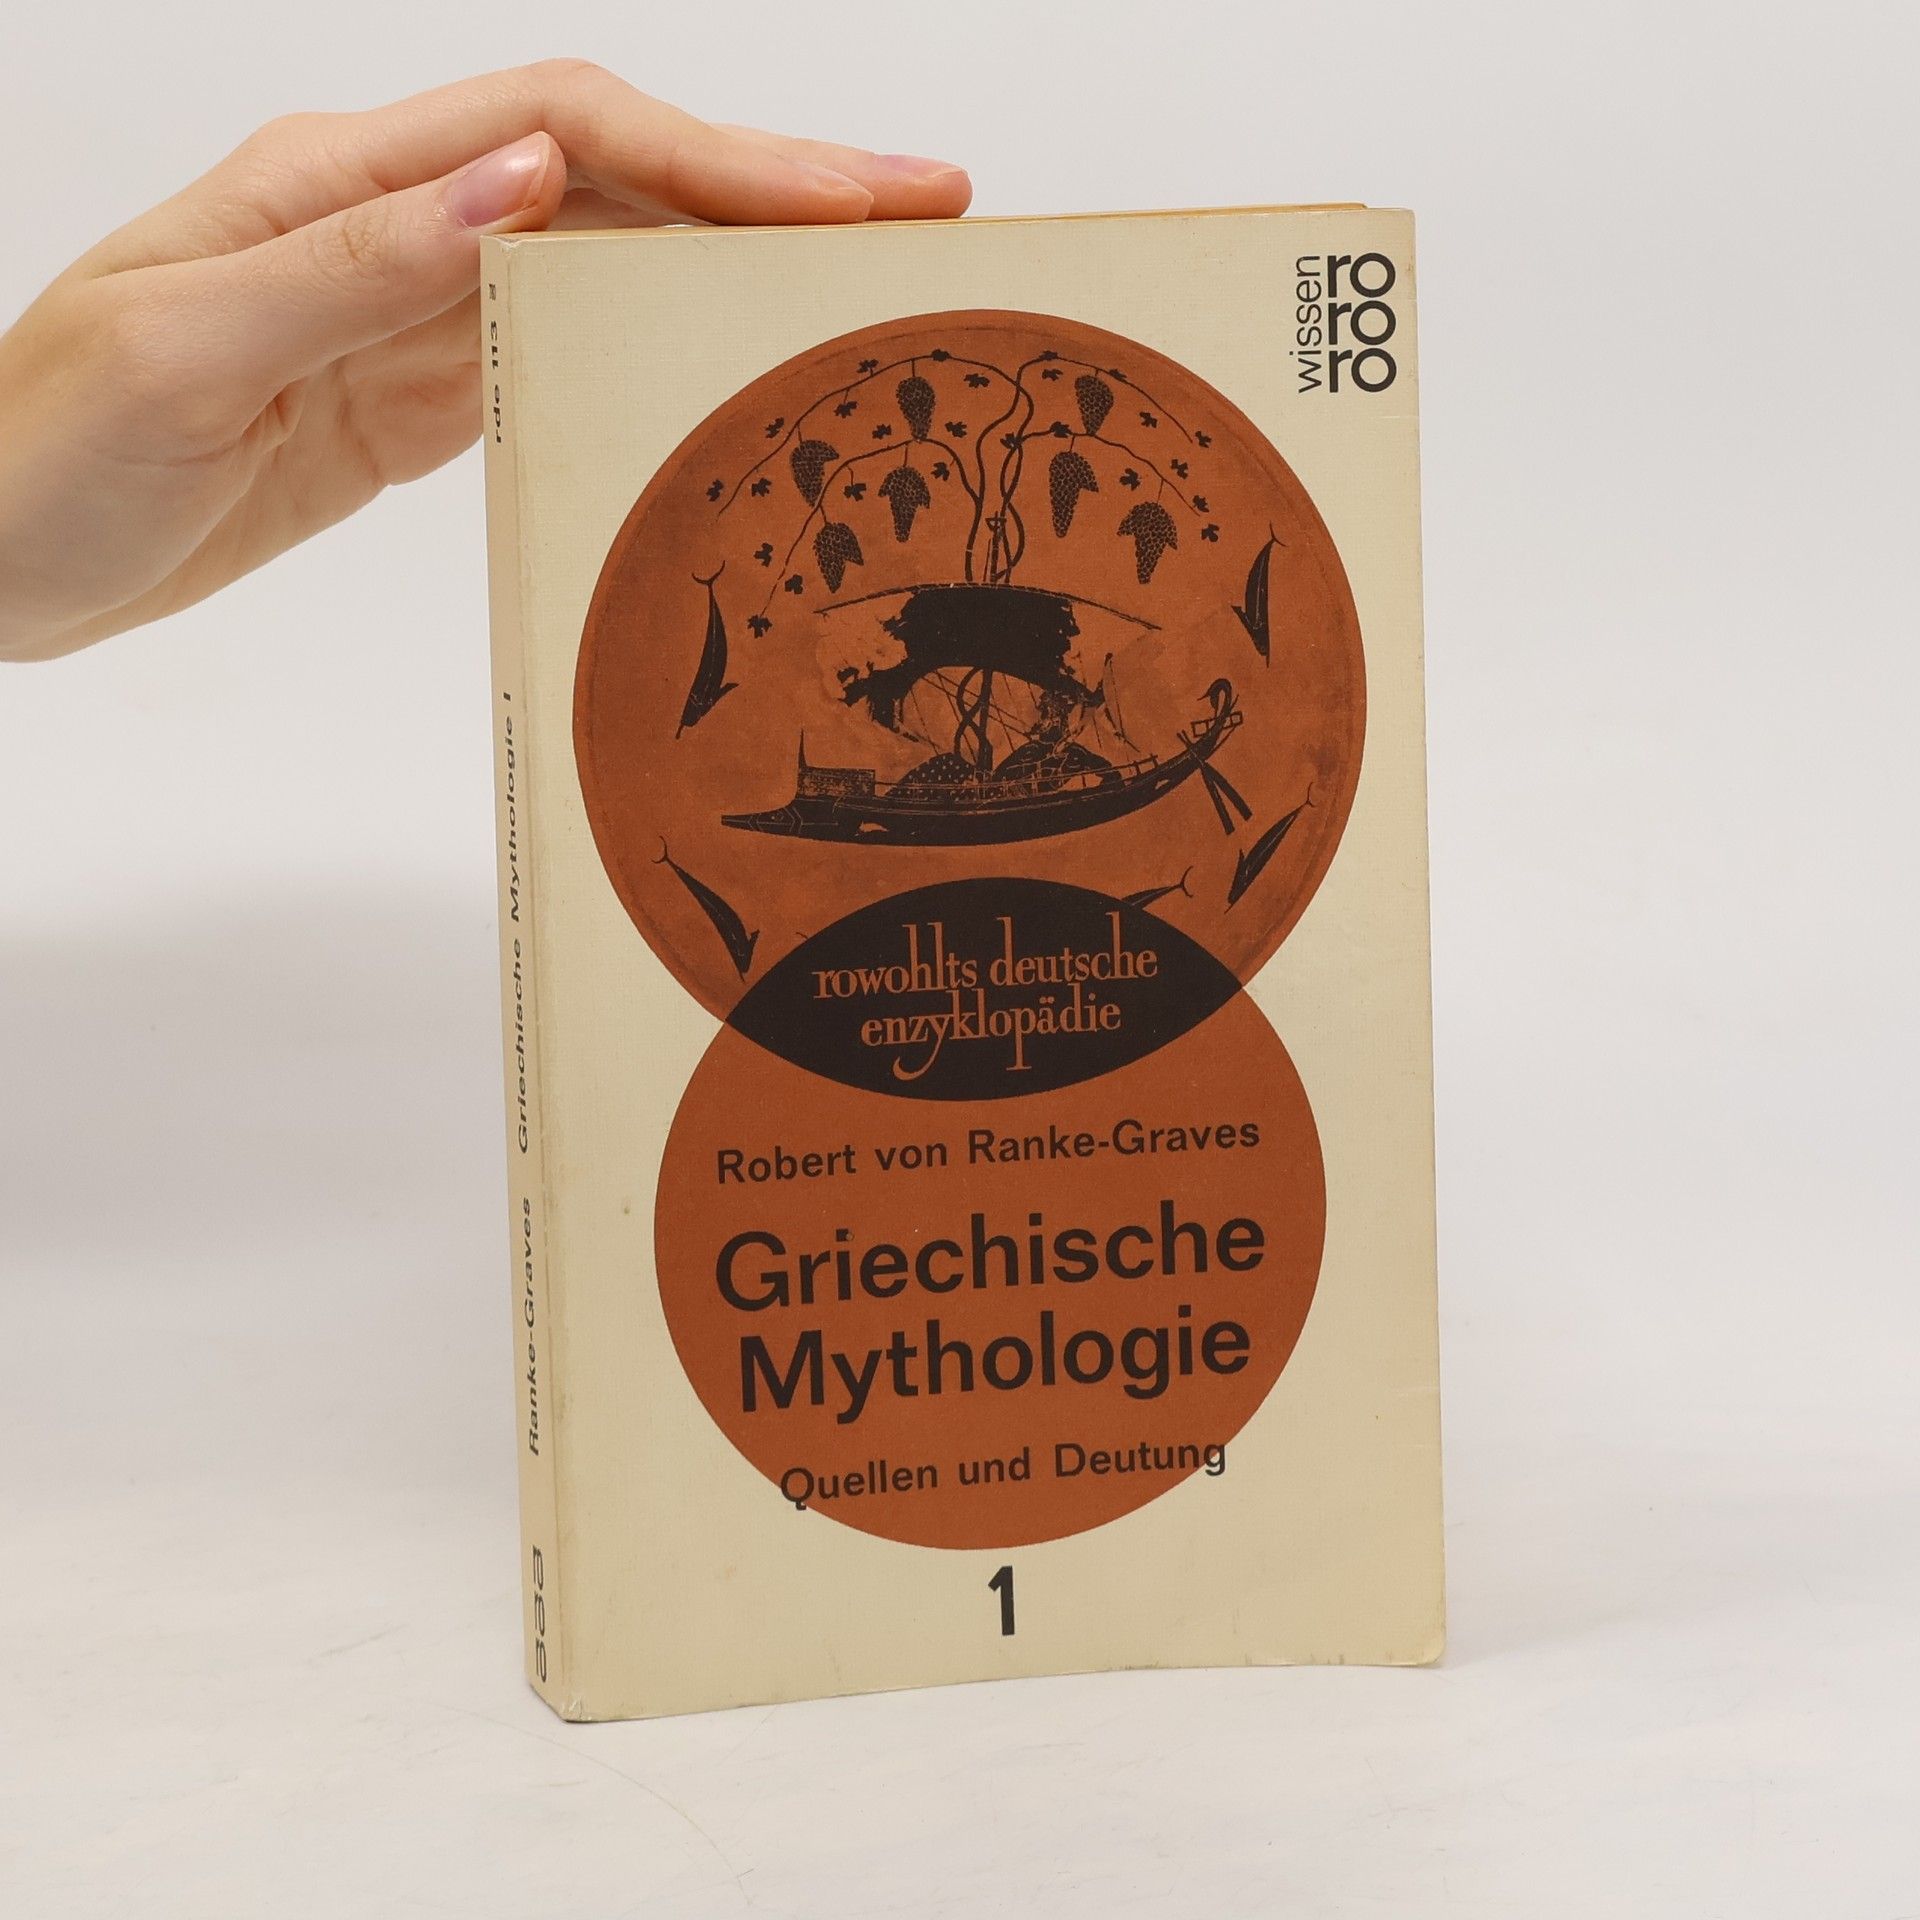 wissen
ro
ro
ro
rowohlts deutsche
enzyklopädie
Robert von Ranke-Graves
Griechische
Mythologie
Quellen und Deutung
1
Ranke-Graves Griechische Mythologie I
rde 113